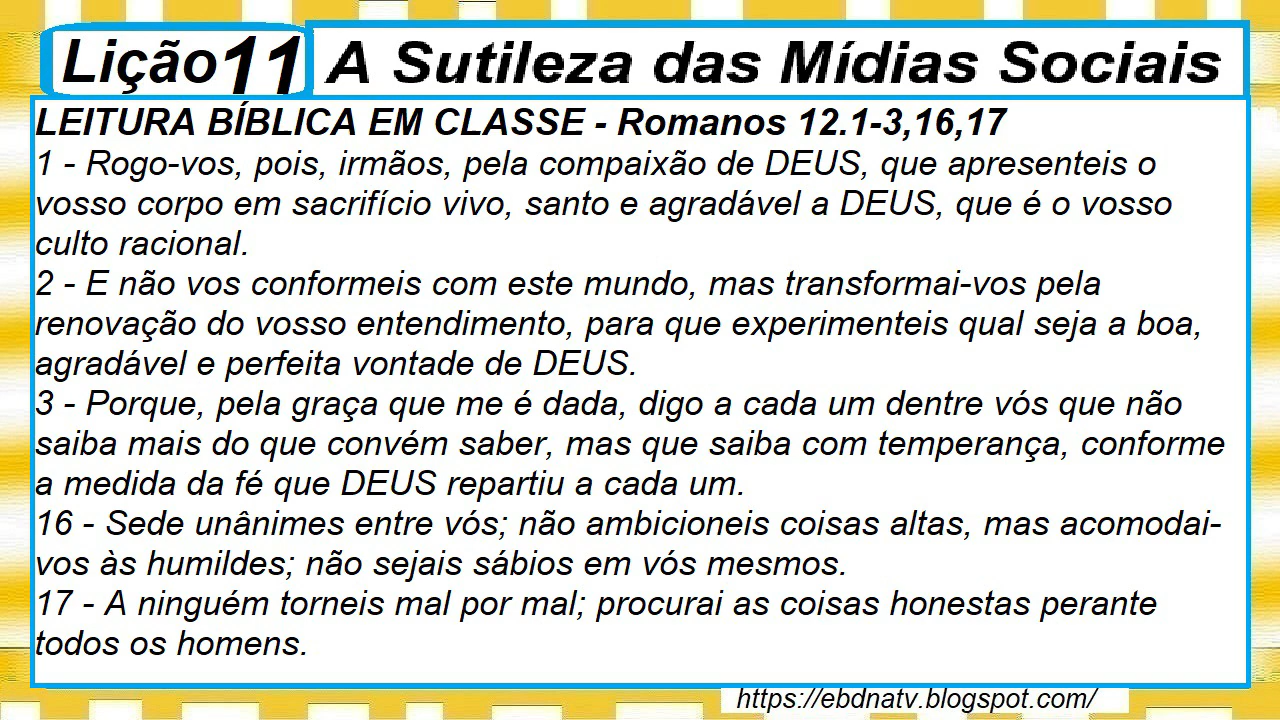 Lição 11 A Sutileza das Mídias Sociais
LEITURA BÍBLICA EM CLASSE - Romanos 12.1-3,16,17
1 - Rogo-vos, pois, irmãos, pela compaixão de DEUS, que apresenteis o
vosso corpo em sacrifício vivo, santo e agradável a DEUS, que é o vosso
culto racional.
2 - E não vos conformeis com este mundo, mas transformai-vos pela
renovação do vosso entendimento, para que experimenteis qual seja a boa,
agradável e perfeita vontade de DEUS.
3 - Porque, pela graça que me é dada, digo a cada um dentre vós que não
saiba mais do que convém saber, mas que saiba com temperança, conforme
a medida da fé que DEUS repartiu a cada um.
16 - Sede unânimes entre vós; não ambicioneis coisas altas, mas acomodai-
vos às humildes; não sejais sábios em vós mesmos.
17 - A ninguém torneis mal por mal; procurai as coisas honestas perante
todos os homens.
https://ebdnatv.blogspot.com/